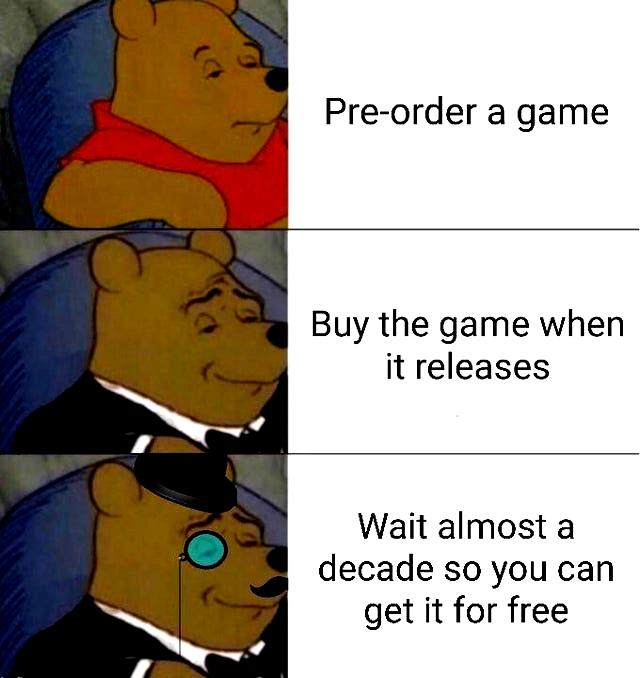 Pre-order a game
Buy the game when
it releases
Wait almost a
decade so you can
get it for free